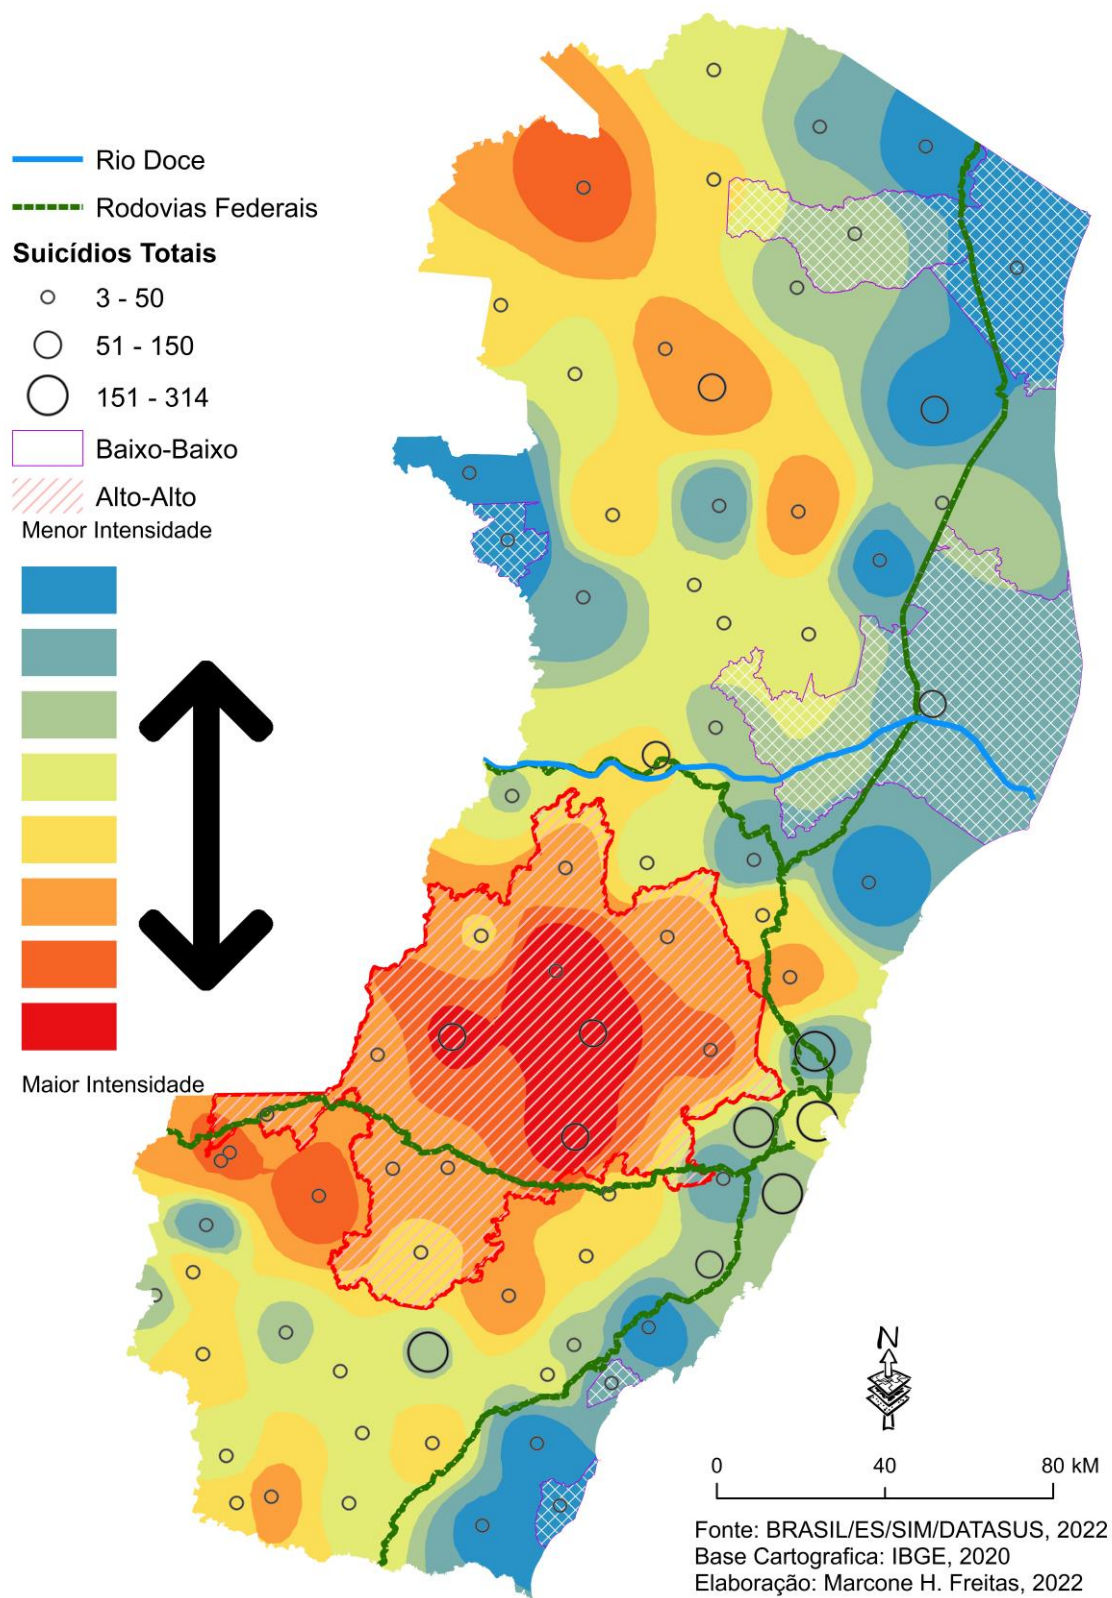 Rio Doce
Rodovias Federais
Suicídios Totais
3 - 50
51 - 150
151 - 314
Baixo-Baixo
Alto-Alto
Menor Intensidade
Maior Intensidade
N
0 40 80 kM
Fonte: BRASIL/ES/SIM/DATASUS, 2022
Base Cartografica: IBGE, 2020
Elaboração: Marcone H. Freitas, 2022